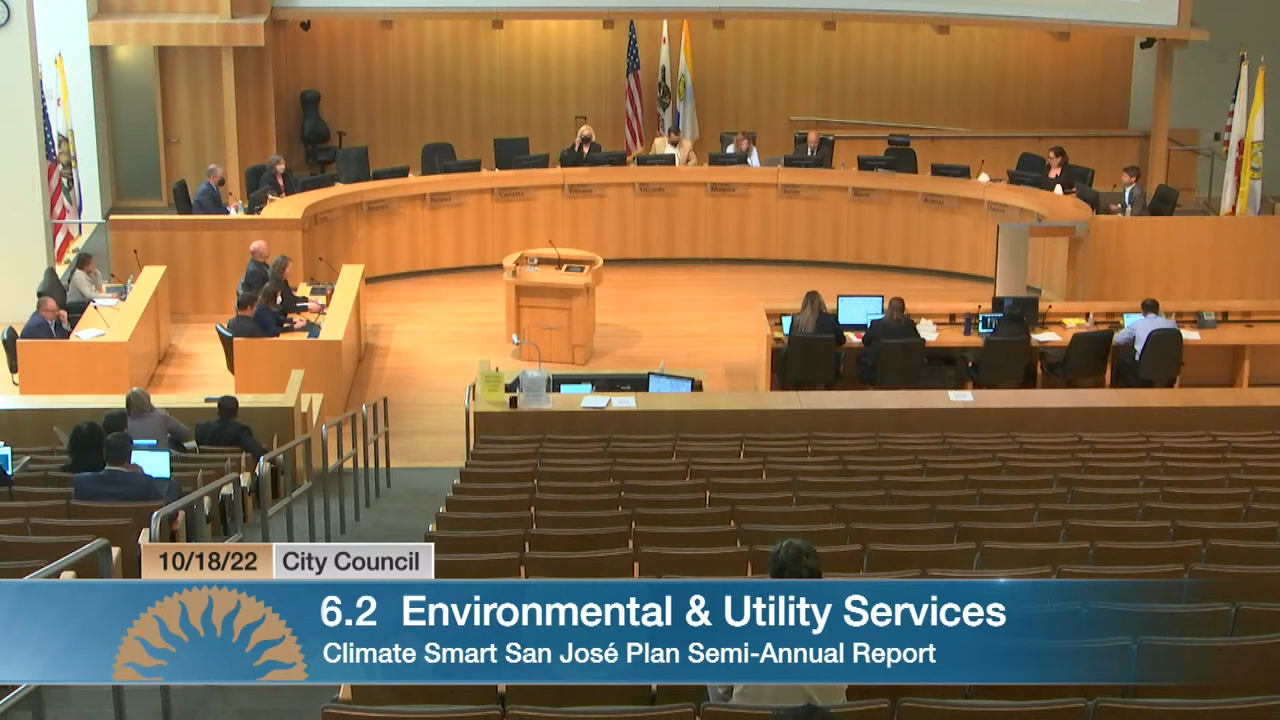 10/18/22 City Council
6.2 Environmental & Utility Services
Climate Smart San José Plan Semi-Annual Report